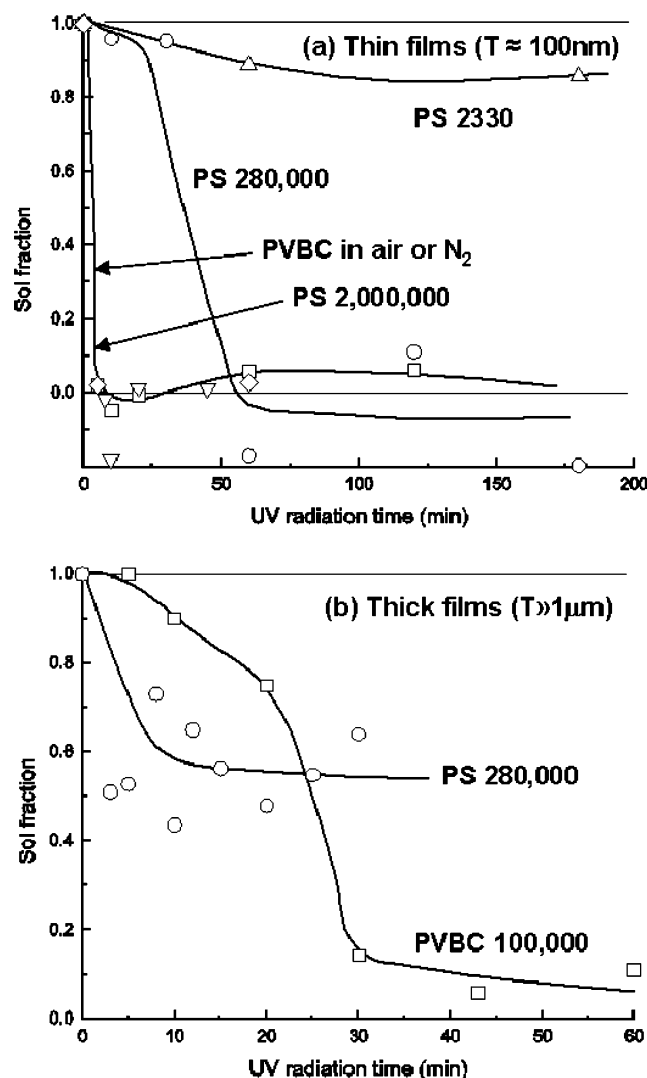 1.0
0.8
0.6
0.4
0.2
0.0
Sol fraction
(a) Thin films (T ≈ 100nm)
PS 2330
PS 280,000
PVBC in air or N₂
PS 2,000,000
0 50 100 150 200
UV radiation time (min)
1.0
0.8
0.6
0.4
0.2
0.0
Sol fraction
(b) Thick films (T»1μm)
PS 280,000
PVBC 100,000
0 10 20 30 40 50 60
UV radiation time (min)